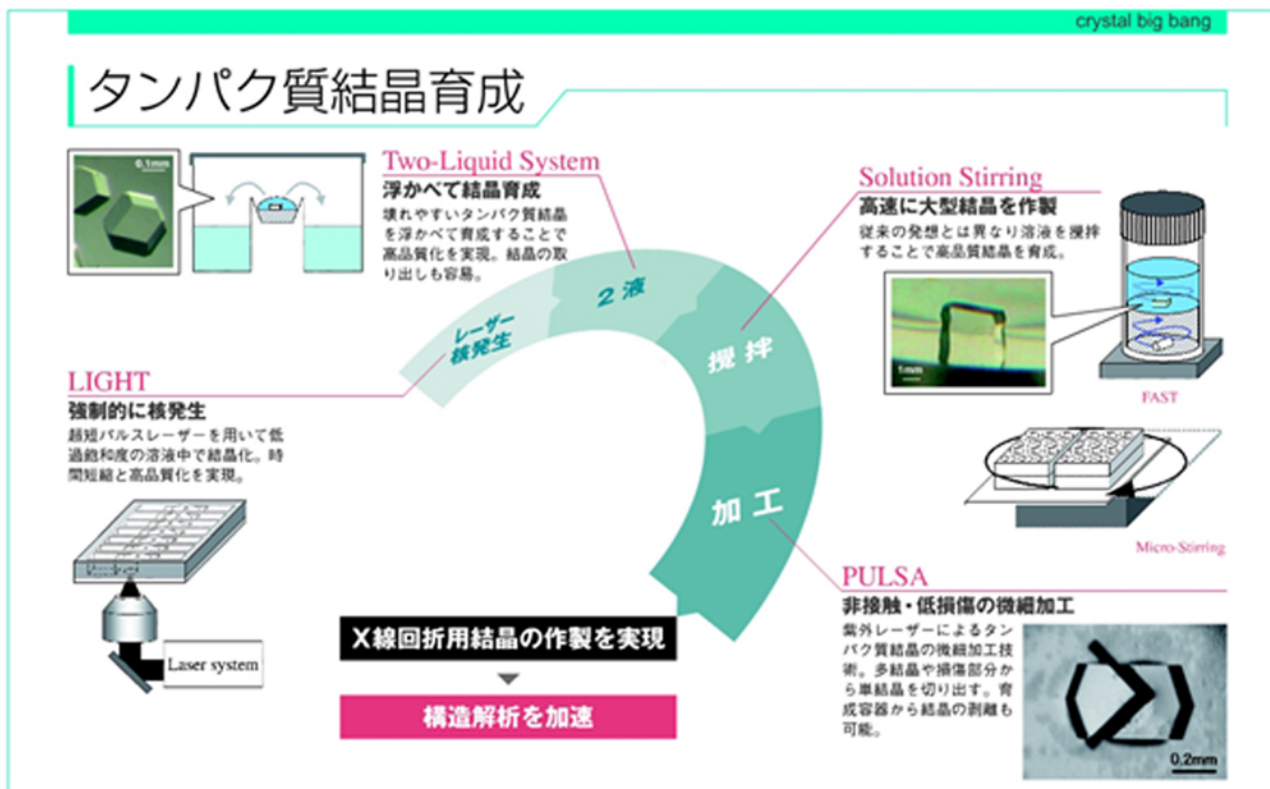 crystal big bang
タンパク質結晶育成
0.1mm
Two-Liquid System
浮かべて結晶育成
壊れやすいタンパク質結晶
を浮かべて育成することで
高品質化を実現。結晶の取
り出しも容易。
Solution Stirring
高速に大型結晶を作製
従来の発想とは異なり溶液を攪拌
することで高品質結晶を育成。
1mm
FAST
Micro-Stirring
レーザー
核発生
2液
攪拌
加工
LIGHT
強制的に核発生
超短パルスレーザーを用いて低
過飽和度の溶液中で結晶化。時
間短縮と高品質化を実現。
Laser system
X線回折用結晶の作製を実現
構造解析を加速
PULSA
非接触・低損傷の微細加工
紫外レーザーによるタン
パク質結晶の微細加工技
術。多結晶や損傷部分か
ら単結晶を切り出す。育
成容器から結晶の剥離も
可能。
0.2mm